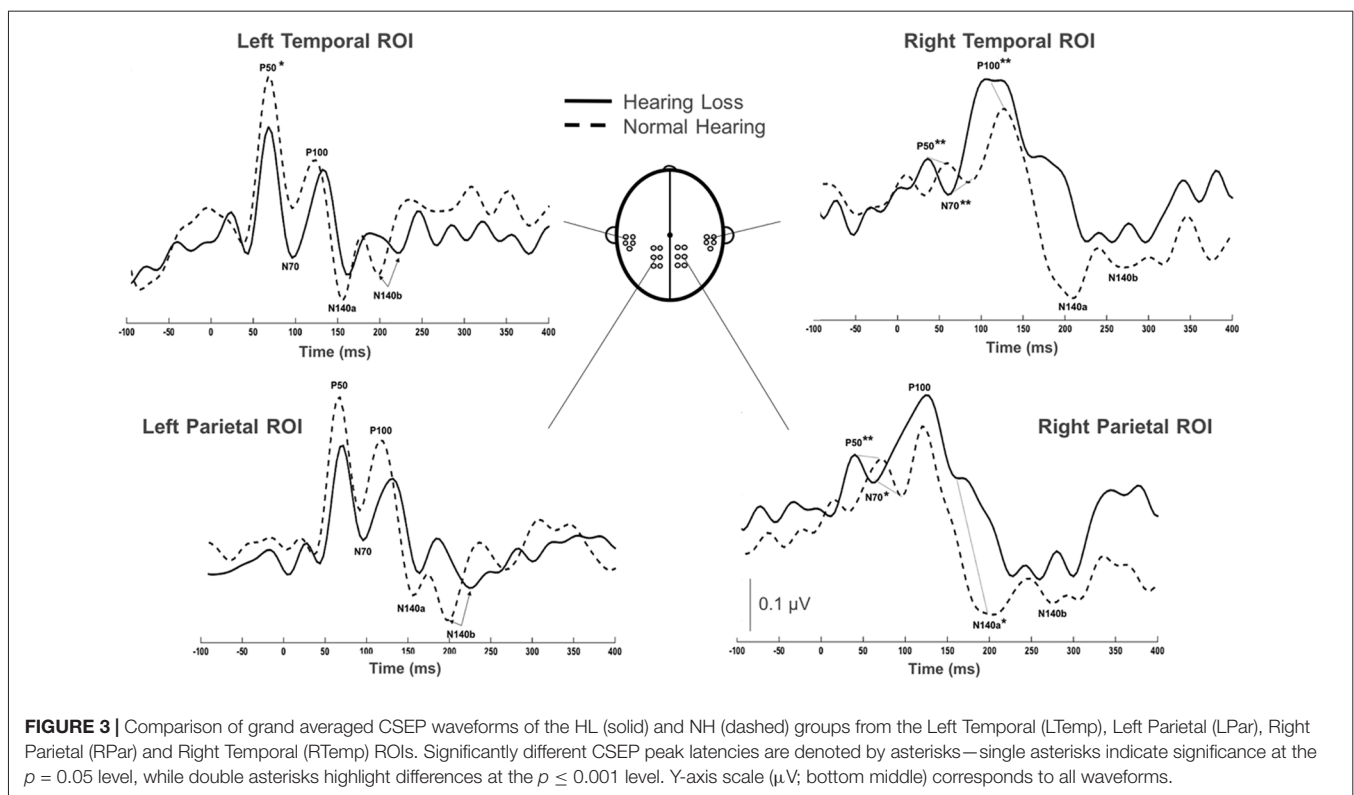 Left Temporal ROI
P50 *
P100
N70
N140a
N140b
-100 -50 0 50 100 150 200 250 300 350 400
Time (ms)
Hearing Loss
Normal Hearing
Right Temporal ROI
P100**
P50**
N70**
N140b
N140a
-100 -50 0 50 100 150 200 250 300 350 400
Time (ms)
Left Parietal ROI
P50
P100
N70
N140a
N140b
-100 -50 0 50 100 150 200 250 300 350 400
Time (ms)
Right Parietal ROI
P100
P50**
N70*
0.1 µV
N140a*
N140b
-100 -50 0 50 100 150 200 250 300 350 400
Time (ms)
FIGURE 3 | Comparison of grand averaged CSEP waveforms of the HL (solid) and NH (dashed) groups from the Left Temporal (LTemp), Left Parietal (LPar), Right
Parietal (RPar) and Right Temporal (RTemp) ROIs. Significantly different CSEP peak latencies are denoted by asterisks—single asterisks indicate significance at the
p = 0.05 level, while double asterisks highlight differences at the p ≤ 0.001 level. Y-axis scale (µV; bottom middle) corresponds to all waveforms.